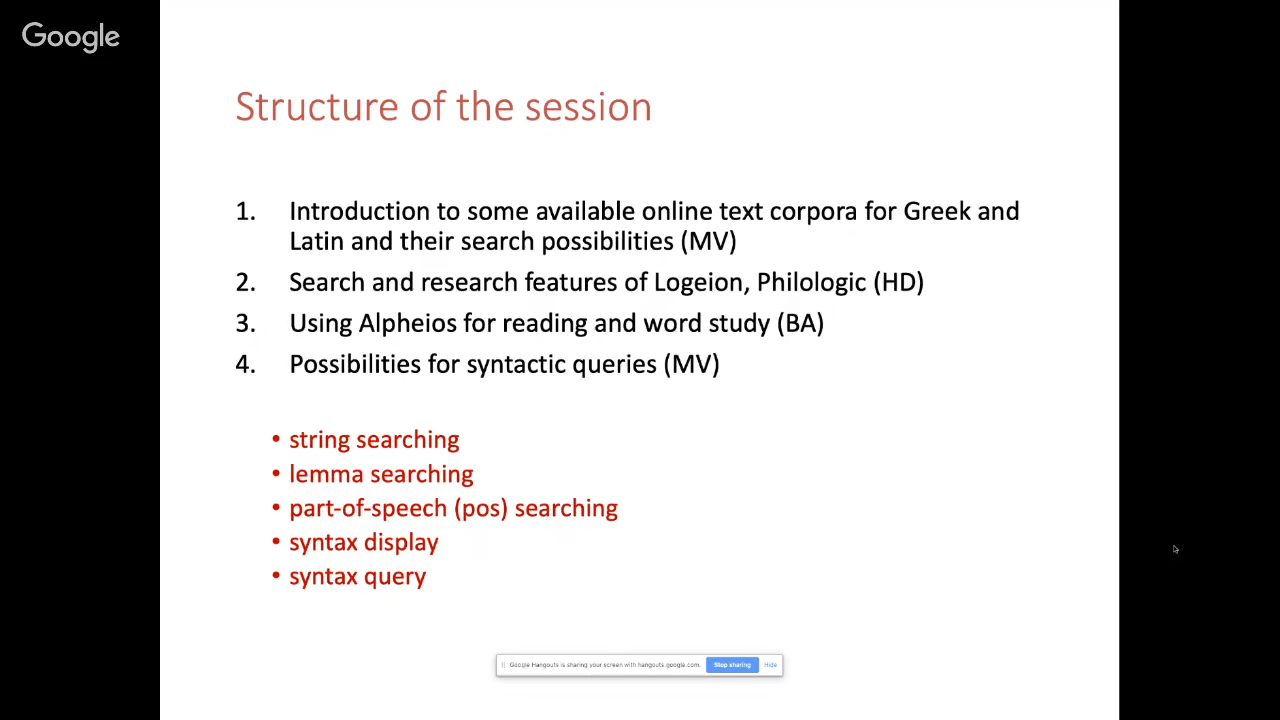 Google
Structure of the session
1. Introduction to some available online text corpora for Greek and
Latin and their search possibilities (MV)
2. Search and research features of Logeion, Philologic (HD)
3. Using Alpheios for reading and word study (BA)
4. Possibilities for syntactic queries (MV)
• string searching
• lemma searching
• part-of-speech (pos) searching
• syntax display
• syntax query
Google Hangouts is sharing your screen with hangouts.google.com. Stop sharing Hide